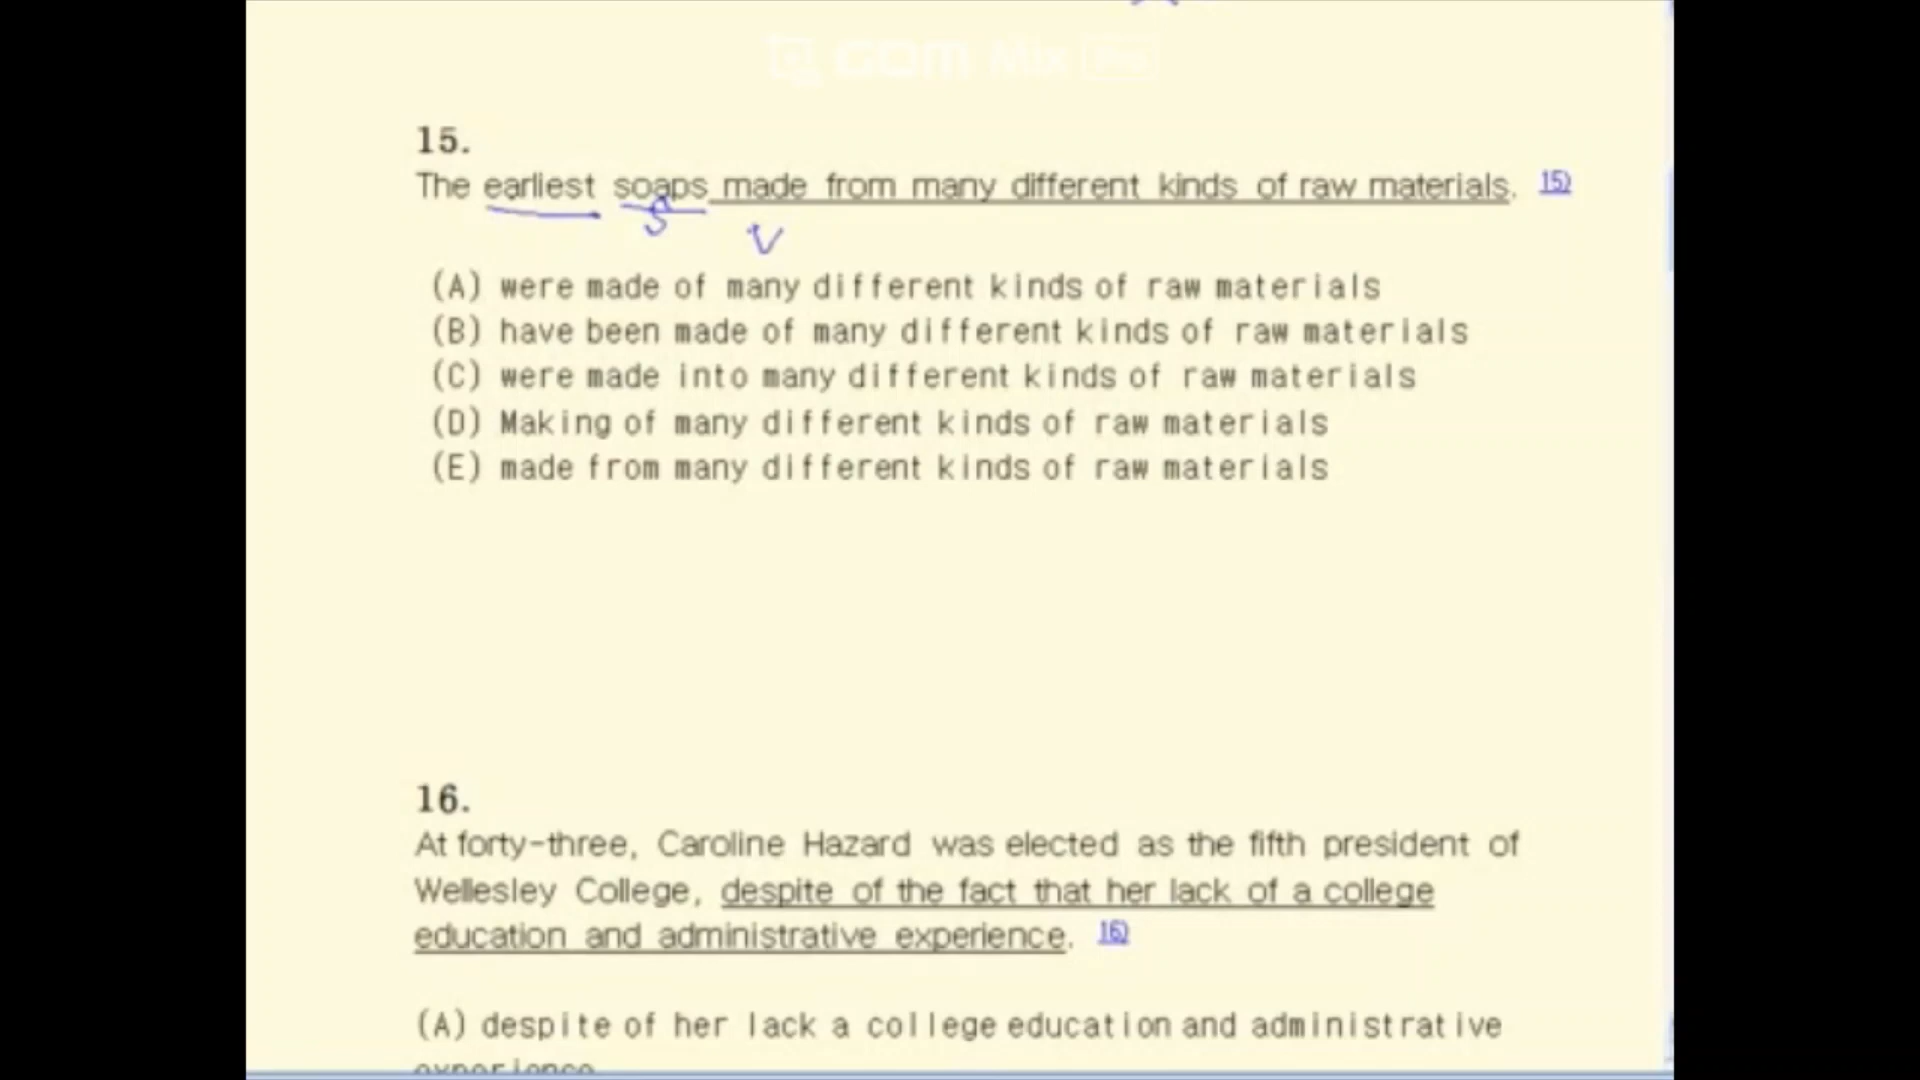 GOM Mix
15.
The earliest soaps made from many different kinds of raw materials. 15)
S
V
(A) were made of many different kinds of raw materials
(B) have been made of many different kinds of raw materials
(C) were made into many different kinds of raw materials
(D) Making of many different kinds of raw materials
(E) made from many different kinds of raw materials
16.
At forty-three, Caroline Hazard was elected as the fifth president of
Wellesley College, despite of the fact that her lack of a college
education and administrative experience. 16)
(A) despite of her lack a college education and administrative
experience